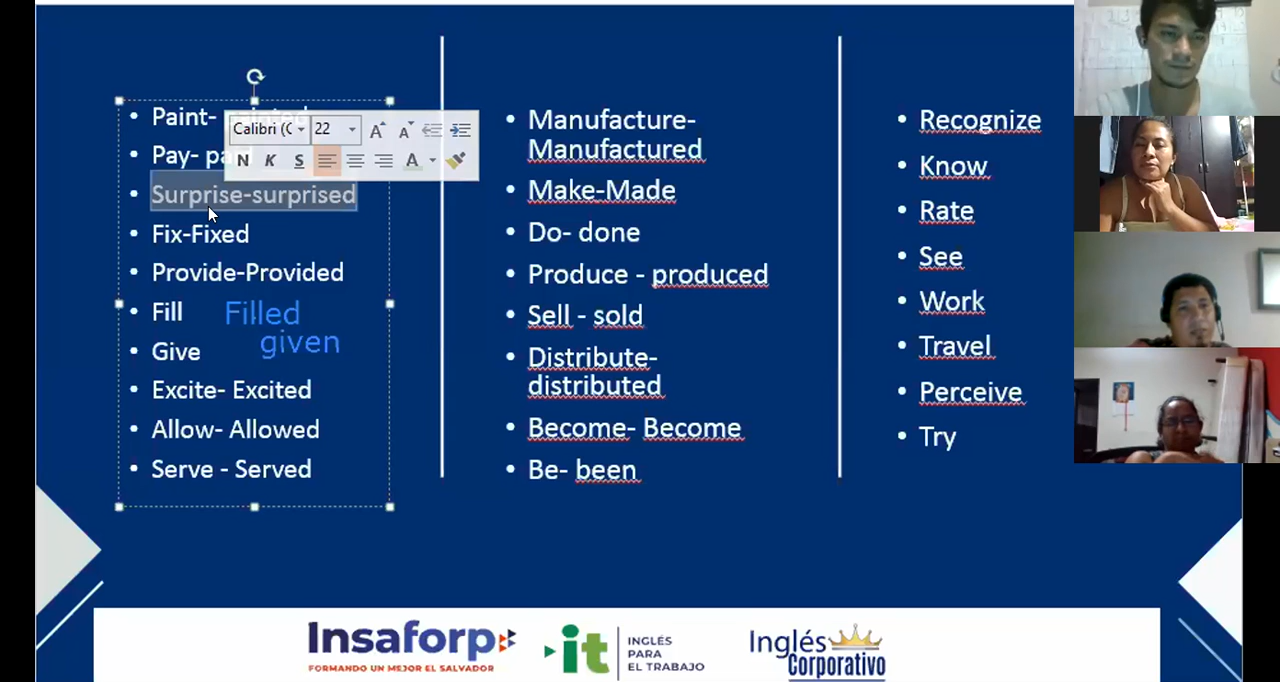 Paint-
Calibri (C
22
N K S A
Pay-
Surprise-surprised
Fix-Fixed
Provide-Provided
Fill
Filled
Give
given
Excite- Excited
Allow- Allowed
Serve - Served
Manufacture-
Manufactured
Make-Made
Do- done
Produce - produced
Sell - sold
Distribute-
distributed
Become- Become
Be- been
Recognize
Know
Rate
See
Work
Travel
Perceive
Try
Insaforp
FORMANDO UN MEJOR EL SALVADOR
it
INGLÉS
PARA
EL TRABAJO
Inglés
Corporativo